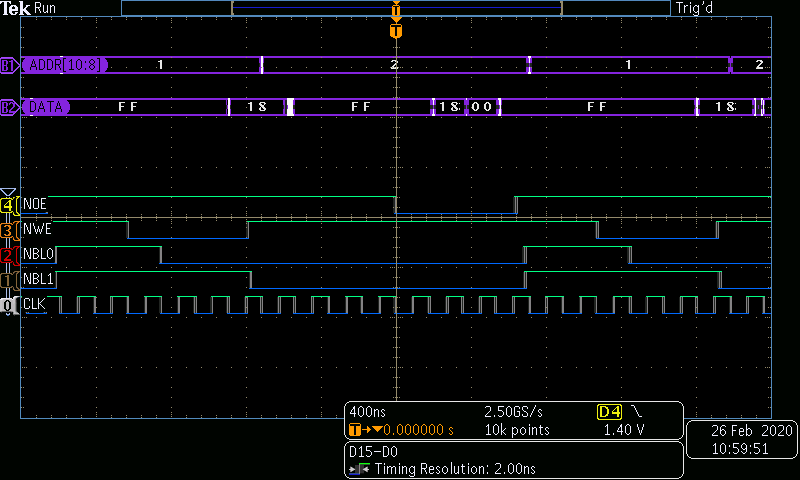 Tek Run Trig'd
T
T
B1 ADDR[10:8] 1 2 1 2
B2 DATA FF 18 FF 18 00 FF 18
4 NOE
3 NWE
2 NBL0
1 NBL1
0 CLK
400ns 2.50GS/s D4
T→▼0.000000 s 10k points 1.40 V
D15-D0
Timing Resolution: 2.00ns
26 Feb 2020
10:59:51